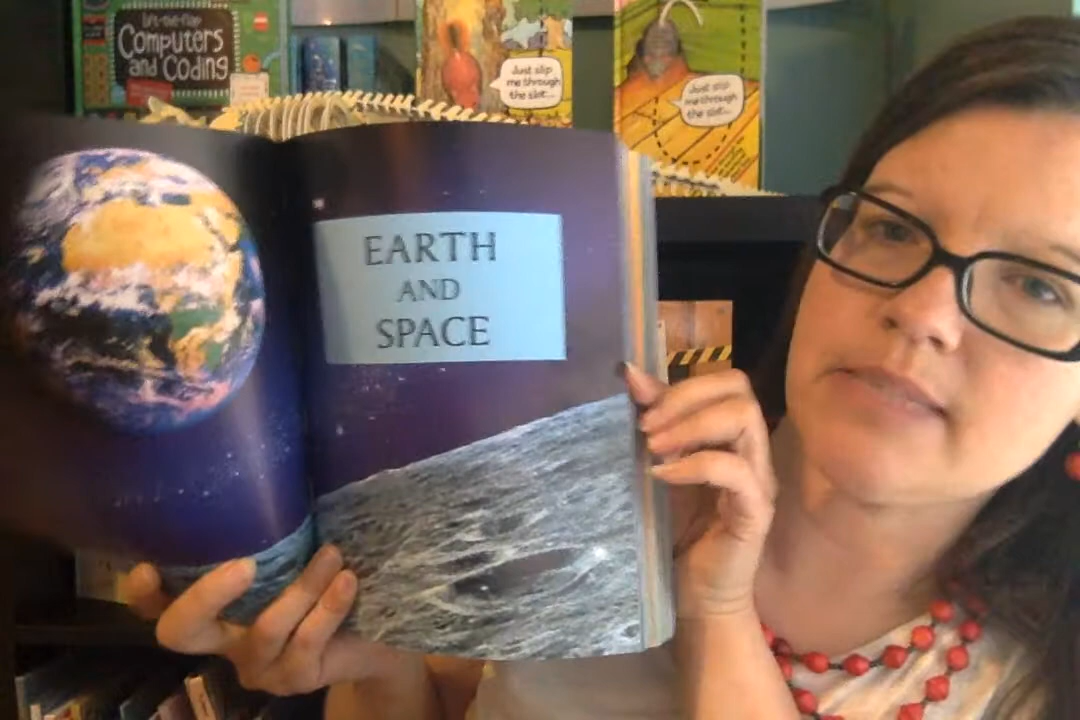 Lift-the-flap
Computers
and Coding
Just slip
me through
the slot...
Just slip
me through
the slot...
EARTH
AND
SPACE